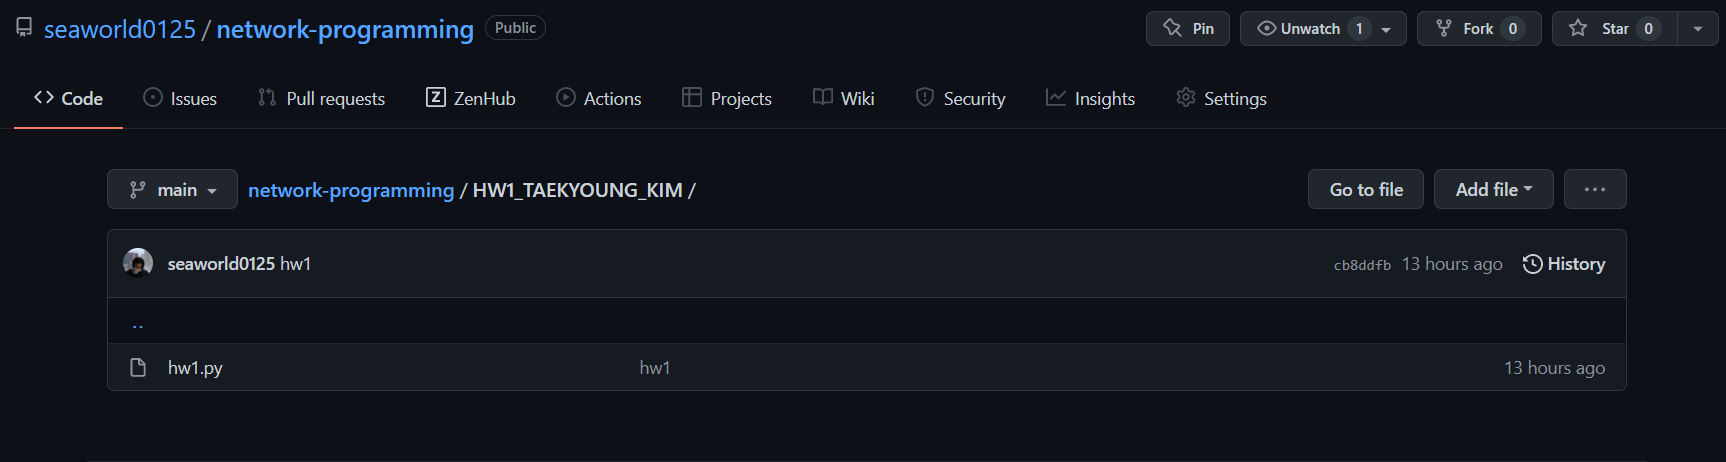 seaworld0125 / network-programming Public Pin Unwatch 1 Fork 0 Star 0
Code Issues Pull requests ZenHub Actions Projects Wiki Security Insights Settings
main network-programming / HW1_TAEKYOUNG_KIM / Go to file Add file ...
seaworld0125 hw1 cb8ddfb 13 hours ago History
..
hw1.py hw1 13 hours ago